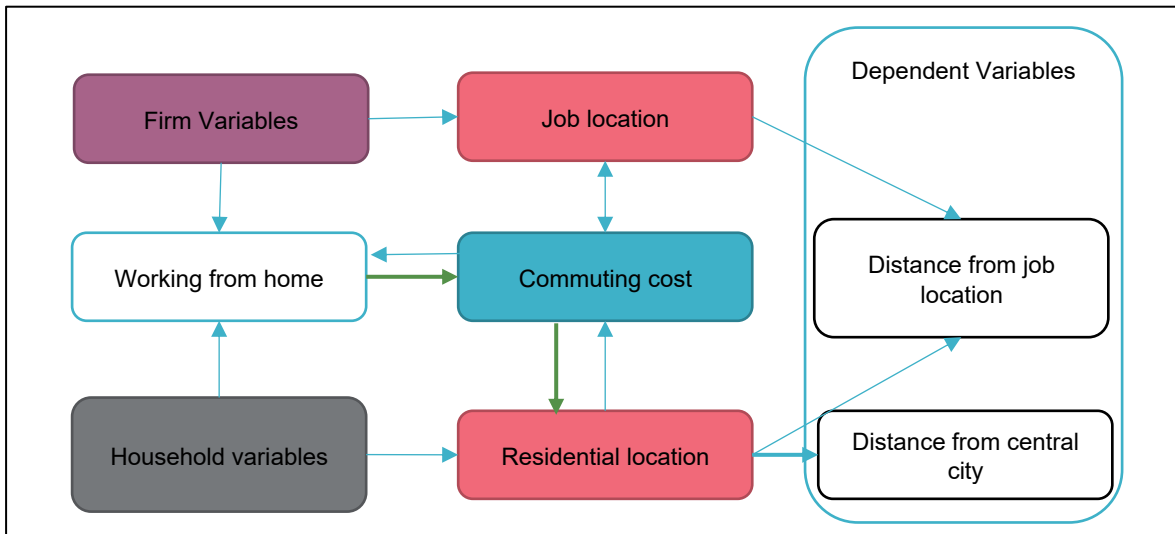 Dependent Variables
Firm Variables
Job location
Working from home
Commuting cost
Distance from job
location
Household variables
Residential location
Distance from central
city